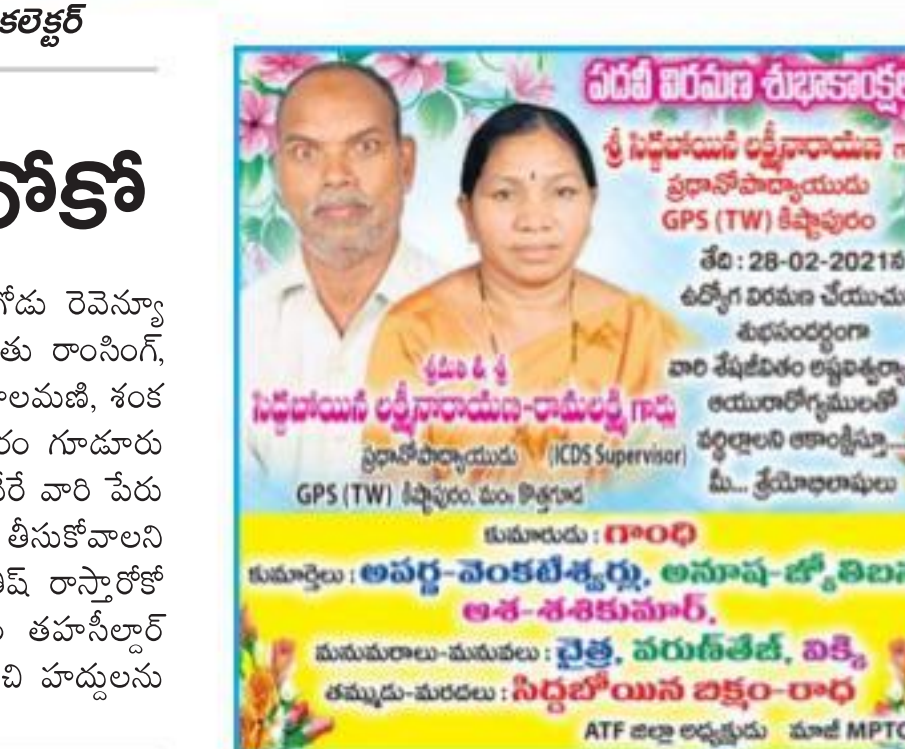 కలెక్టర్
రోకో
గోడు రెవెన్యూ
తు రాంసింగ్,
లమణి, శంక
రం గూడూరు
వేరే వారి పేరు
తీసుకోవాలని
రాస్తారోకో
తహసీల్దార్
చి హద్దులను
పదవీ విరమణ శుభాకాంక్షలు
శ్రీ సిద్దబోయిన లక్ష్మీనారాయణ
ప్రధానోపాధ్యాయుడు
GPS (TW) కిష్టాపురం
తేది : 28-02-2021న
ఉద్యోగ విరమణ చేయుచున్న
శుభసందర్భంగా
వారి శేషజీవితం అష్టఐశ్వర్యా
ఆయురారోగ్యములతో
వర్ధిల్లాలని ఆకాంక్షిస్తూ....
మీ... శ్రేయోభిలాషులు
శ్రీమతి & శ్రీ
సిద్దబోయిన లక్ష్మీనారాయణ-రామలక్ష్మి గారు
ప్రధానోపాధ్యాయుడు (ICDS Supervisor)
GPS (TW) కిష్టాపురం, మం. కొత్తగూడ
కుమారుడు : గాంధి
కుమార్తెలు : అపర్ణ-వెంకటేశ్వర్లు, అనూష-జ్యోతిబసు
ఆశ-శశికుమార్,
మనుమరాలు-మనువలు : చైత్ర, వరుణ్‌తేజ్, విక్కి
తమ్ముడు-మరదలు : సిద్దబోయిన బిక్షం-రాధ
ATF జిల్లా అధ్యక్షుడు మాజీ MPTC